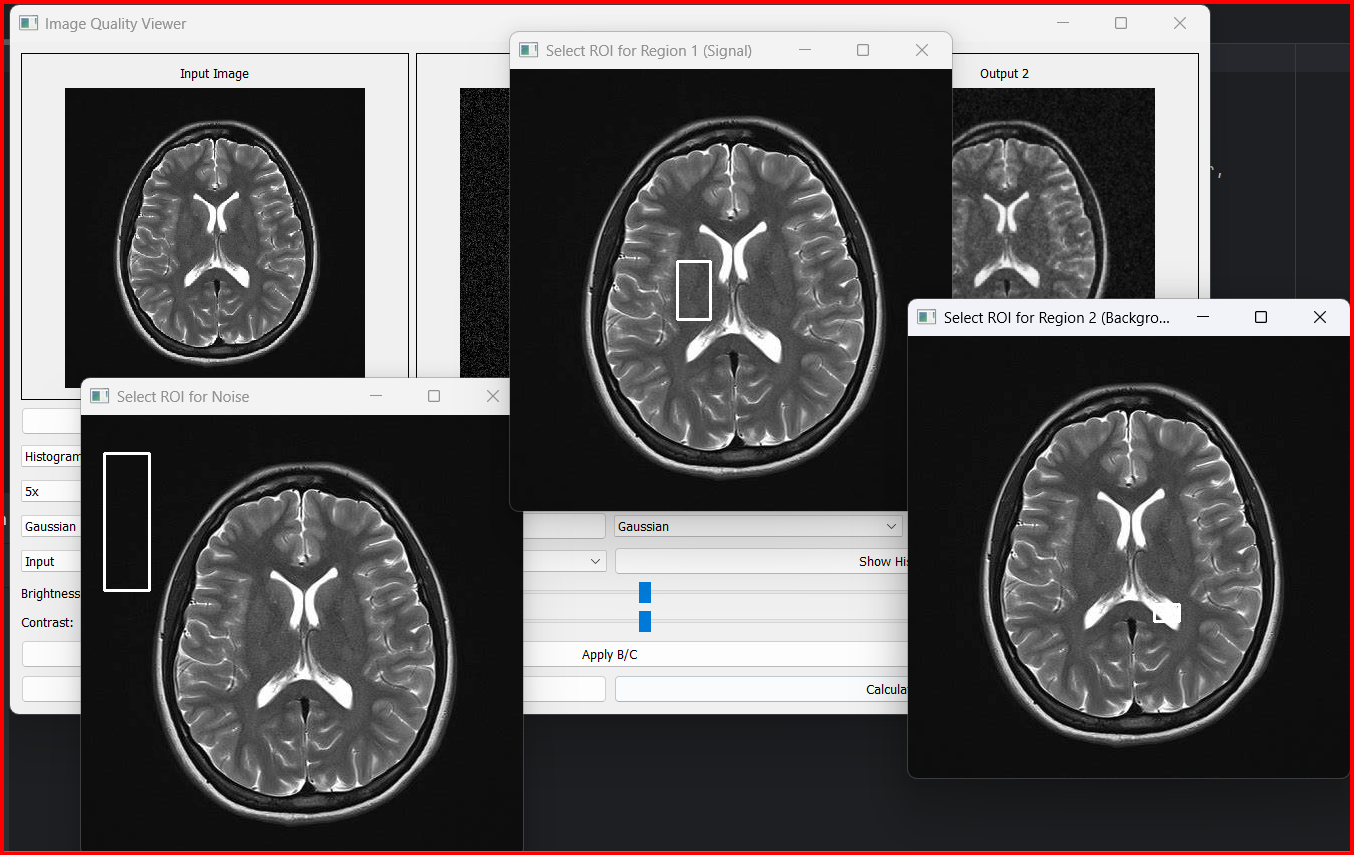 Image Quality Viewer
Select ROI for Region 1 (Signal)
Input Image
Output 2
Select ROI for Region 2 (Backgro...
Select ROI for Noise
Histogram
5x
Gaussian
Gaussian
Input
Show His
Brightness
Contrast:
Apply B/C
Calcula